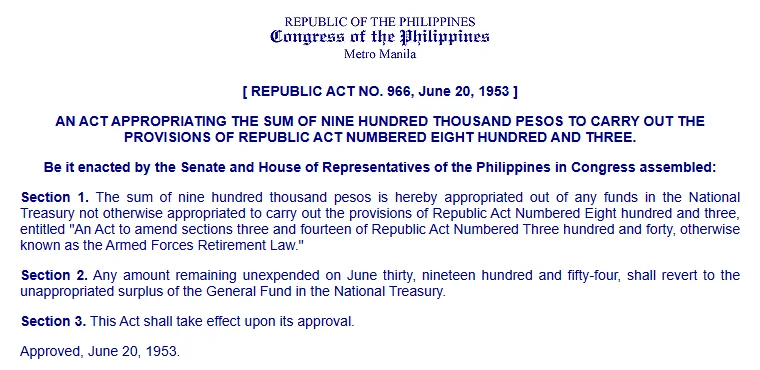 REPUBLIC OF THE PHILIPPINES
Congress of the Philippines
Metro Manila
[ REPUBLIC ACT NO. 966, June 20, 1953 ]
AN ACT APPROPRIATING THE SUM OF NINE HUNDRED THOUSAND PESOS TO CARRY OUT THE
PROVISIONS OF REPUBLIC ACT NUMBERED EIGHT HUNDRED AND THREE.
Be it enacted by the Senate and House of Representatives of the Philippines in Congress assembled:
Section 1. The sum of nine hundred thousand pesos is hereby appropriated out of any funds in the National
Treasury not otherwise appropriated to carry out the provisions of Republic Act Numbered Eight hundred and three,
entitled "An Act to amend sections three and fourteen of Republic Act Numbered Three hundred and forty, otherwise
known as the Armed Forces Retirement Law."
Section 2. Any amount remaining unexpended on June thirty, nineteen hundred and fifty-four, shall revert to the
unappropriated surplus of the General Fund in the National Treasury.
Section 3. This Act shall take effect upon its approval.
Approved, June 20, 1953.